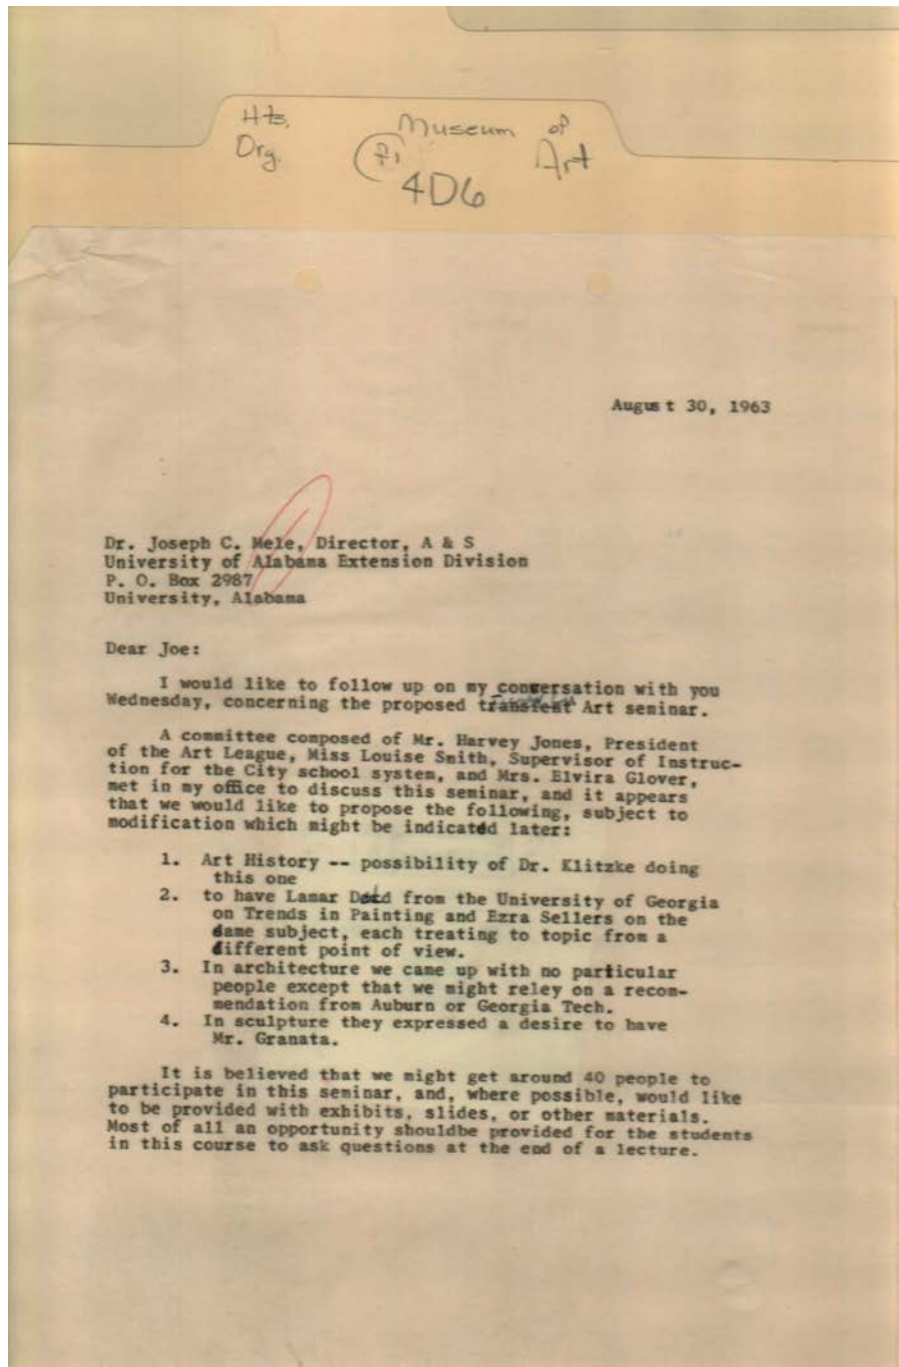 Hts. Museum of
Org. Art
4D6
August 30, 1963
Dr. Joseph C. Mele, Director, A & S
University of Alabama Extension Division
P. O. Box 2987
University, Alabama
Dear Joe:
I would like to follow up on my conversation with you
Wednesday, concerning the proposed Art seminar.
A committee composed of Mr. Harvey Jones, President
of the Art League, Miss Louise Smith, Supervisor of Instruc-
tion for the City school system, and Mrs. Elvira Glover,
met in my office to discuss this seminar, and it appears
that we would like to propose the following, subject to
modification which might be indicated later:
1. Art History -- possibility of Dr. Klitzke doing
this one
2. to have Lamar Dodd from the University of Georgia
on Trends in Painting and Ezra Sellers on the
dame subject, each treating to topic from a
different point of view.
3. In architecture we came up with no particular
people except that we might reley on a recom-
mendation from Auburn or Georgia Tech.
4. In sculpture they expressed a desire to have
Mr. Granata.
It is believed that we might get around 40 people to
participate in this seminar, and, where possible, would like
to be provided with exhibits, slides, or other materials.
Most of all an opportunity shouldbe provided for the students
in this course to ask questions at the end of a lecture.